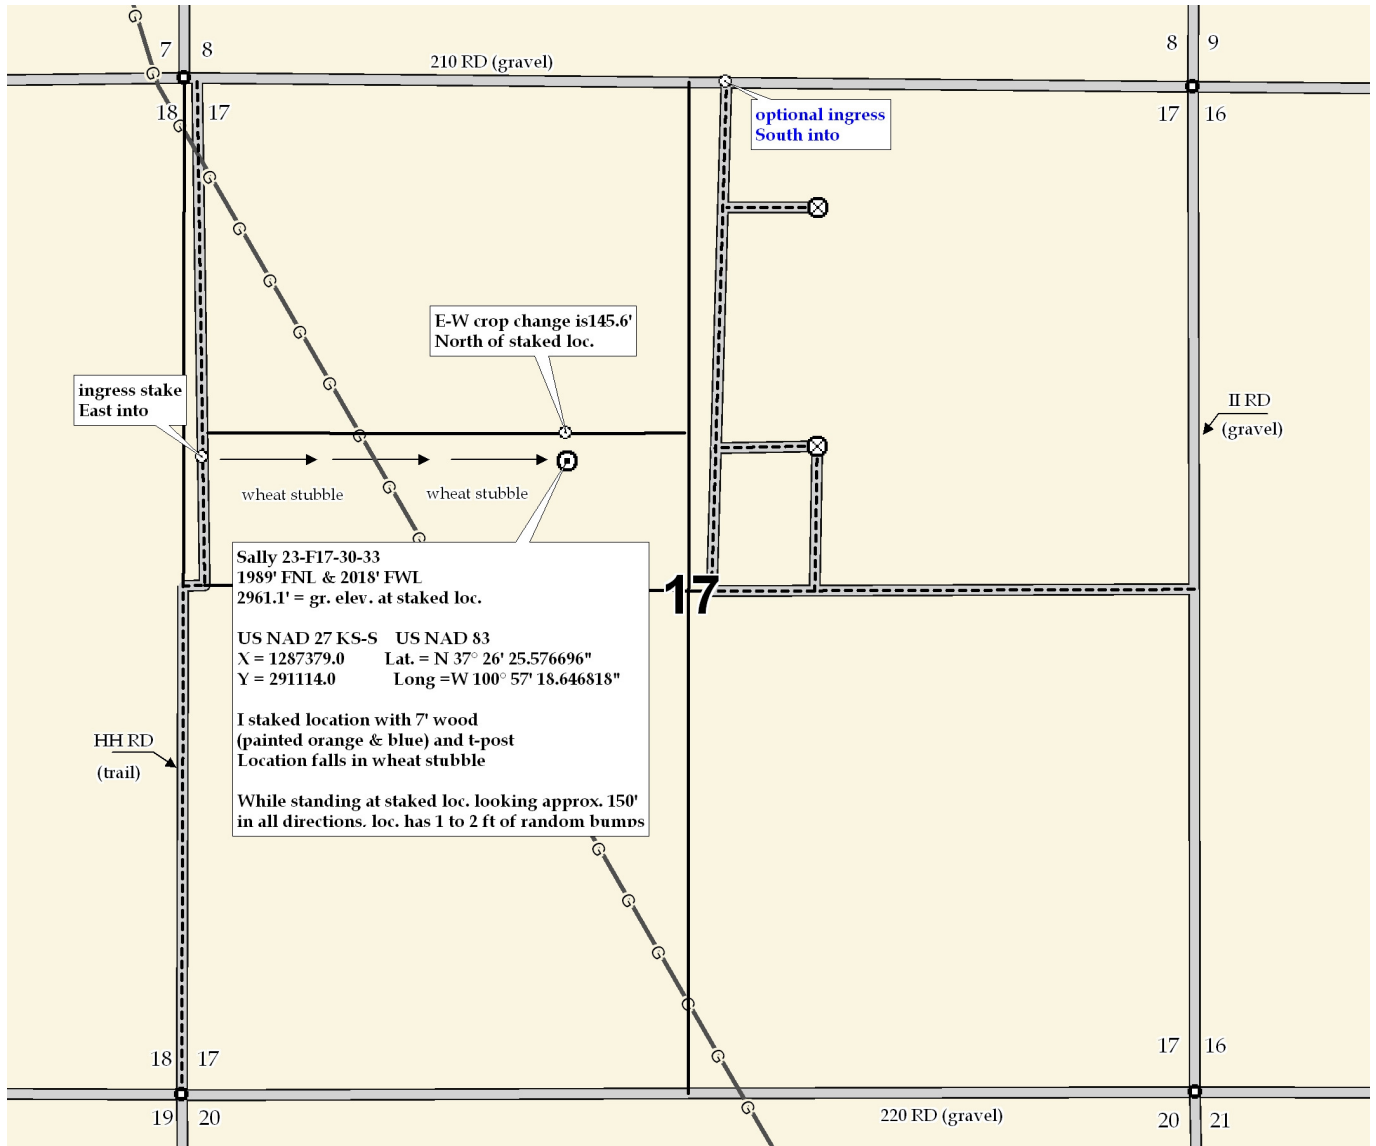 7 8
210 RD (gravel)
8 9
18 17
optional ingress
South into
17 16
E-W crop change is145.6'
North of staked loc.
ingress stake
East into
II RD
(gravel)
wheat stubble
wheat stubble
Sally 23-F17-30-33
1989' FNL & 2018' FWL
2961.1' = gr. elev. at staked loc.
US NAD 27 KS-S US NAD 83
X = 1287379.0 Lat. = N 37° 26' 25.576696"
Y = 291114.0 Long =W 100° 57' 18.646818"
I staked location with 7' wood
(painted orange & blue) and t-post
Location falls in wheat stubble
While standing at staked loc. looking approx. 150'
in all directions, loc. has 1 to 2 ft of random bumps
17
HH RD
(trail)
G G G G G G G G G G G G G G G G G
18 17
17 16
19 20
220 RD (gravel)
20 21